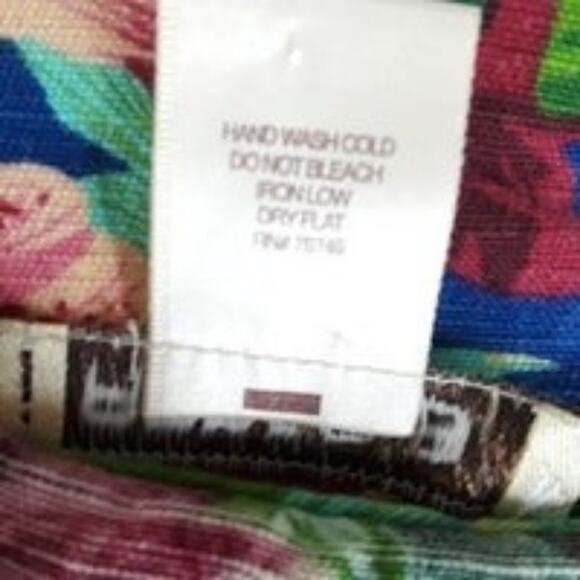 HAND WASH COLD
DO NOT BLEACH
IRON LOW
DRY FLAT
RN#